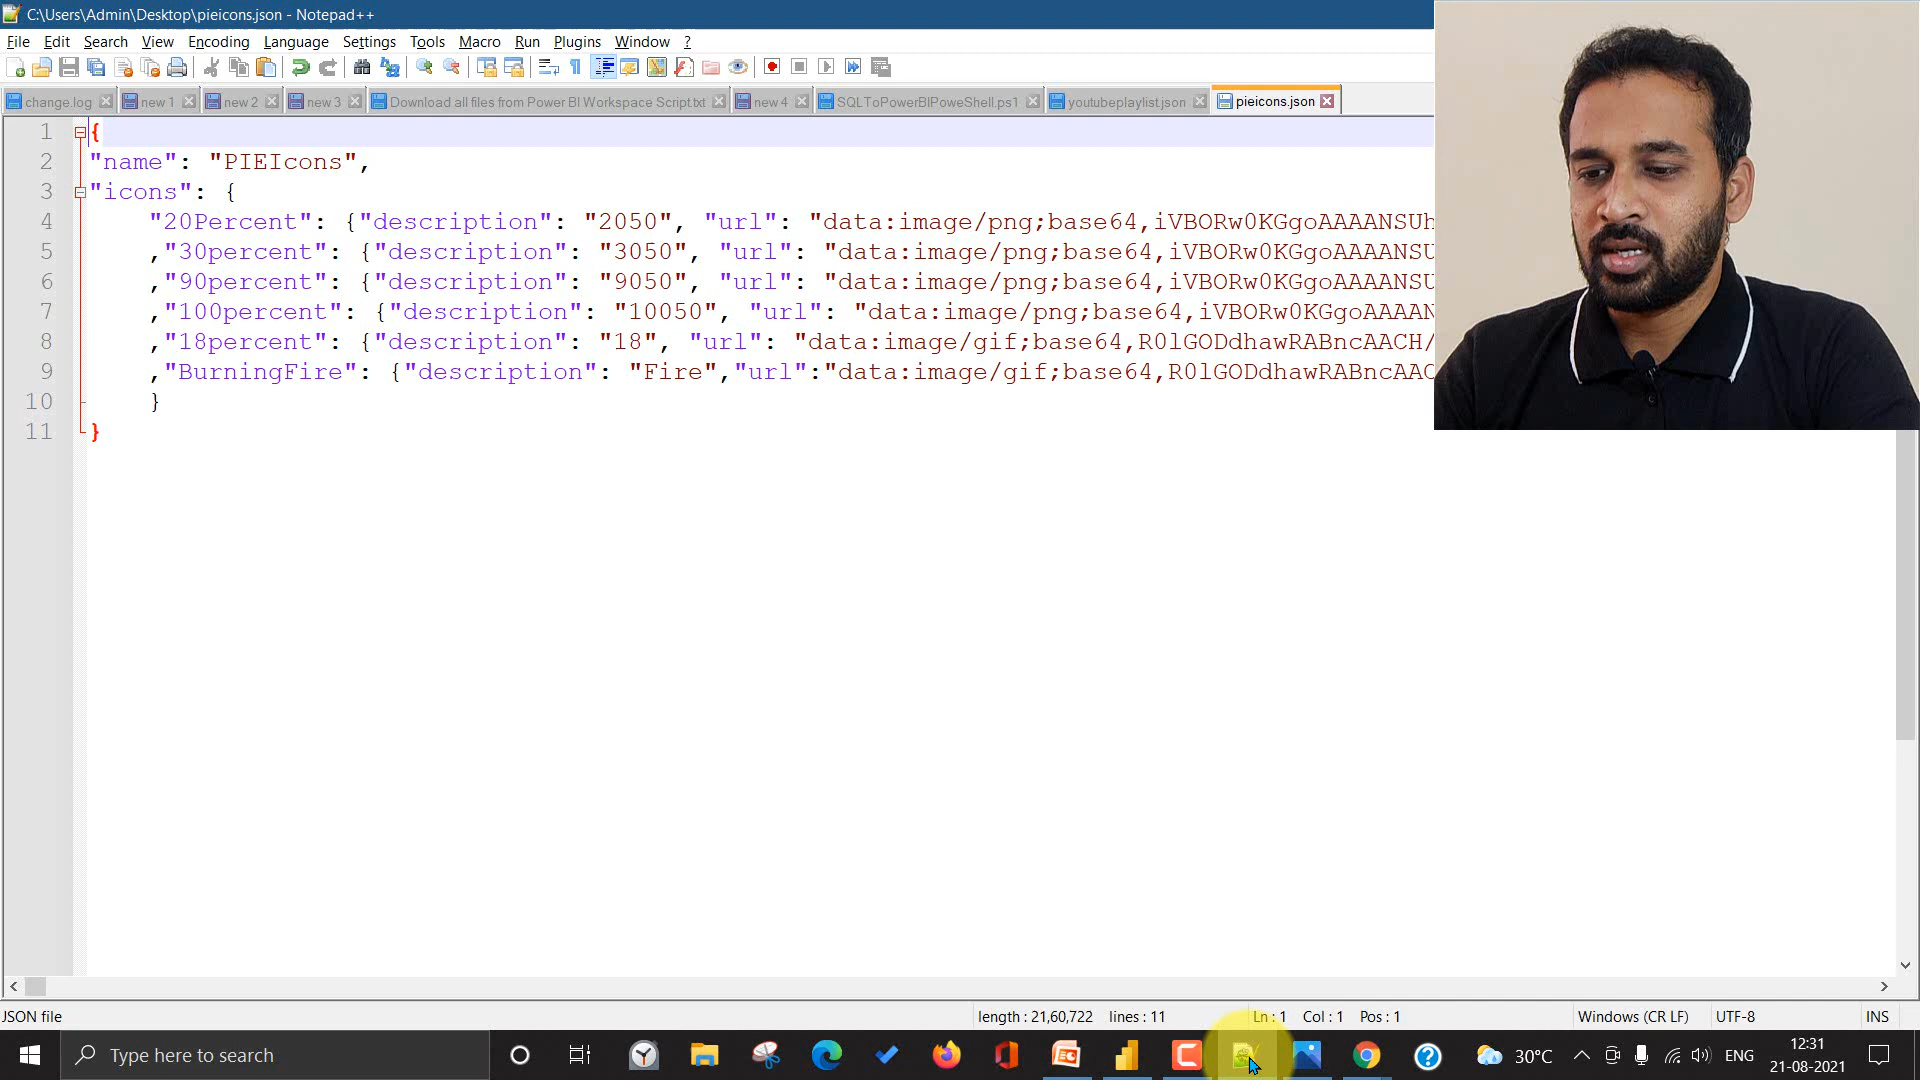 C:\Users\Admin\Desktop\pieicons.json - Notepad++
File Edit Search View Encoding Language Settings Tools Macro Run Plugins Window ?
change.log new 1 new 2 new 3 Download all files from Power BI Workspace Script.txt new 4 SQLToPowerBIPoweShell.ps1 youtubeplaylist.json pieicons.json
1 {
2 "name": "PIEIcons",
3 "icons": {
4 "20Percent": {"description": "2050", "url": "data:image/png;base64,iVBORw0KGgoAAAANSUh
5 ,"30percent": {"description": "3050", "url": "data:image/png;base64,iVBORw0KGgoAAAANSU
6 ,"90percent": {"description": "9050", "url": "data:image/png;base64,iVBORw0KGgoAAAANSU
7 ,"100percent": {"description": "10050", "url": "data:image/png;base64,iVBORw0KGgoAAAAN
8 ,"18percent": {"description": "18", "url": "data:image/gif;base64,R0lGODdhawRABncAACH/
9 ,"BurningFire": {"description": "Fire","url":"data:image/gif;base64,R0lGODdhawRABncAAC
10 }
11 }
JSON file length : 21,60,722 lines : 11 Ln : 1 Col : 1 Pos : 1 Windows (CR LF) UTF-8 INS
Type here to search 30°C ENG 12:31
21-08-2021